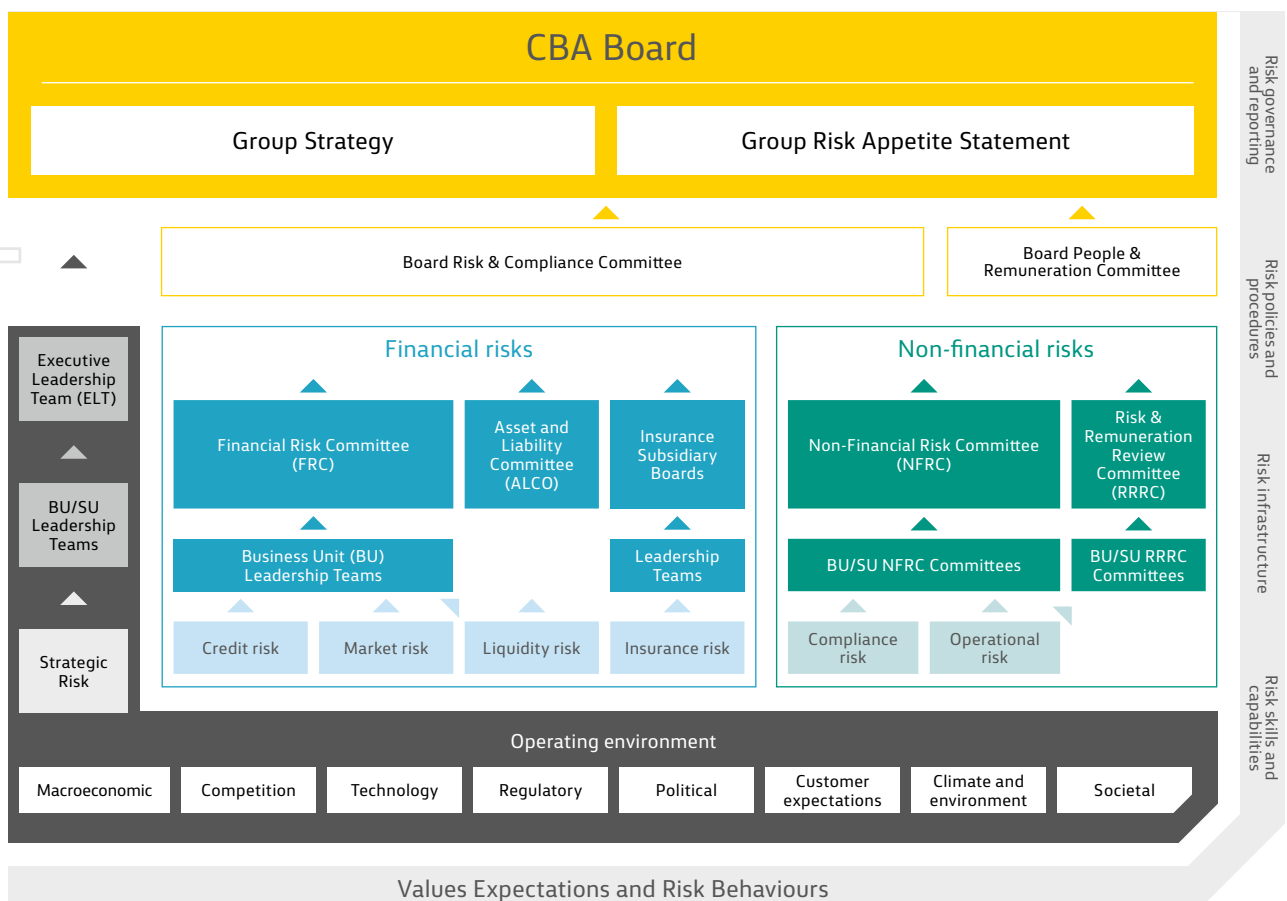 CBA Board
Group Strategy
Group Risk Appetite Statement
Board Risk & Compliance Committee
Board People &
Remuneration Committee
Executive
Leadership
Team (ELT)
BU/SU
Leadership
Teams
Strategic
Risk
Financial risks
Financial Risk Committee
(FRC)
Asset and
Liability
Committee
(ALCO)
Insurance
Subsidiary
Boards
Business Unit (BU)
Leadership Teams
Leadership
Teams
Credit risk
Market risk
Liquidity risk
Insurance risk
Non-financial risks
Non-Financial Risk Committee
(NFRC)
Risk &
Remuneration
Review
Committee
(RRRC)
BU/SU NFRC Committees
BU/SU RRRC
Committees
Compliance
risk
Operational
risk
Operating environment
Macroeconomic
Competition
Technology
Regulatory
Political
Customer
expectations
Climate and
environment
Societal
Values Expectations and Risk Behaviours
Risk governance
and reporting
Risk policies and
procedures
Risk infrastructure
Risk skills and
capabilities